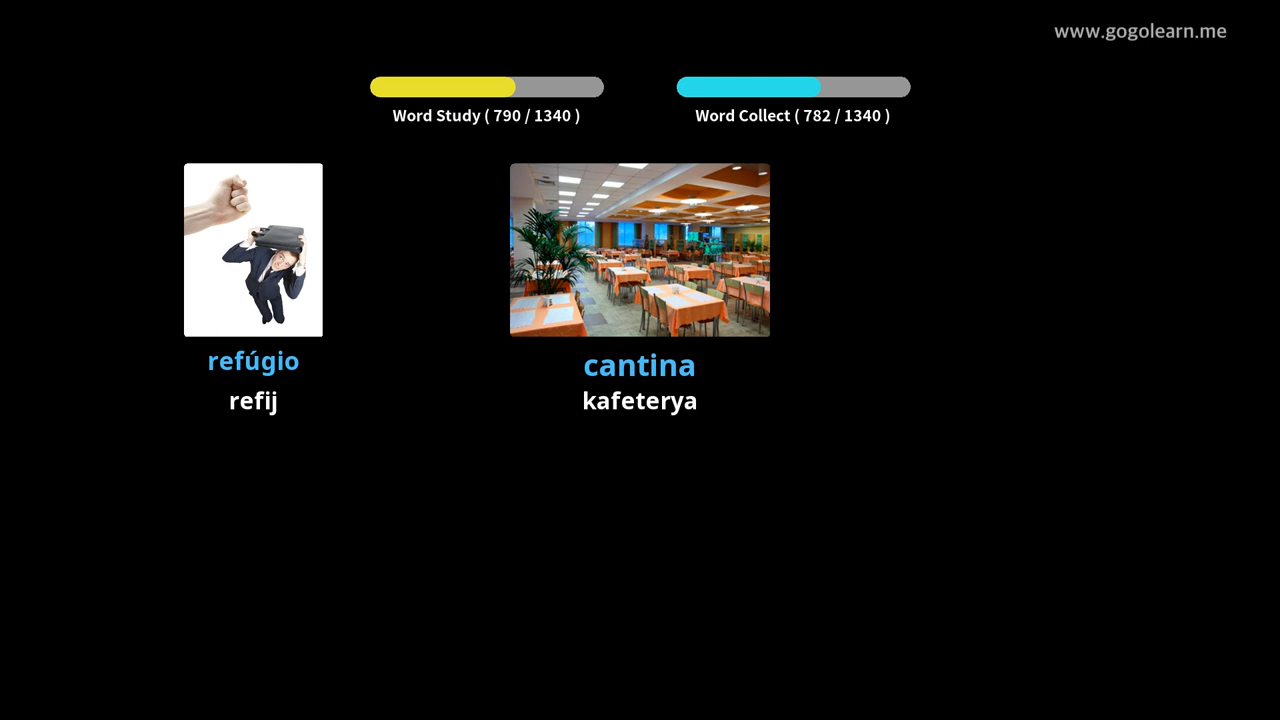 www.gogolearn.me
Word Study ( 790 / 1340 )
Word Collect ( 782 / 1340 )
refúgio
refij
cantina
kafeterya